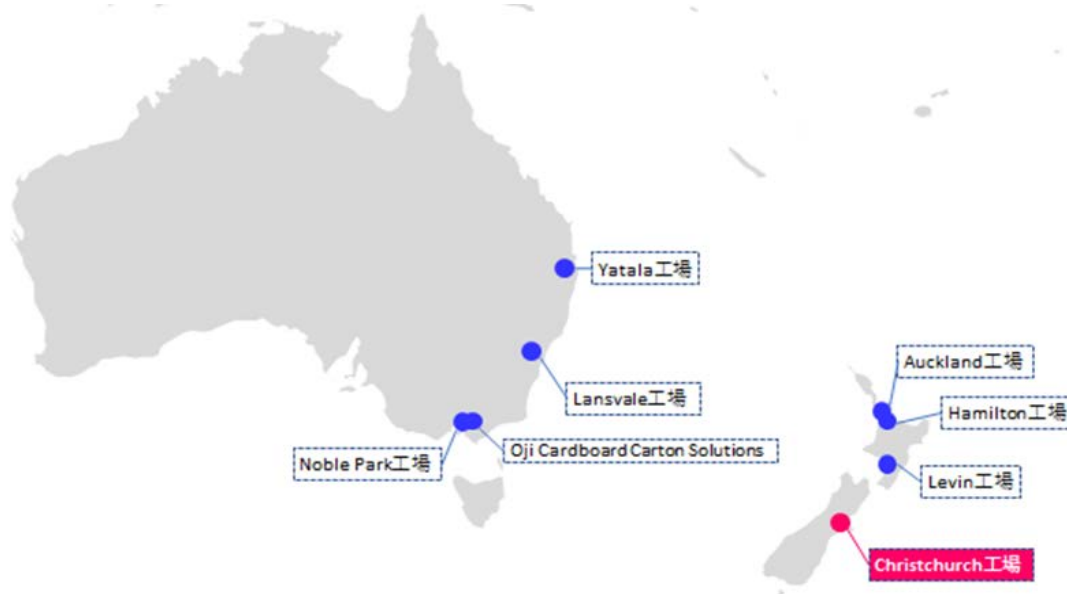 Yatala工場
Lansvale工場
Noble Park工場
Oji Cardboard Carton Solutions
Auckland工場
Hamilton工場
Levin工場
Christchurch工場